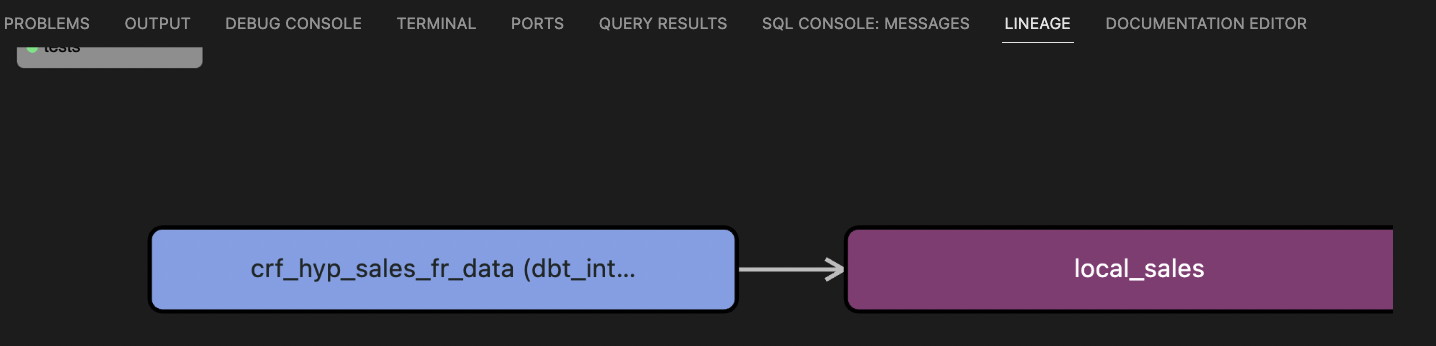 PROBLEMS OUTPUT DEBUG CONSOLE TERMINAL PORTS QUERY RESULTS SQL CONSOLE: MESSAGES LINEAGE DOCUMENTATION EDITOR
tests
crf_hyp_sales_fr_data (dbt_int... local_sales